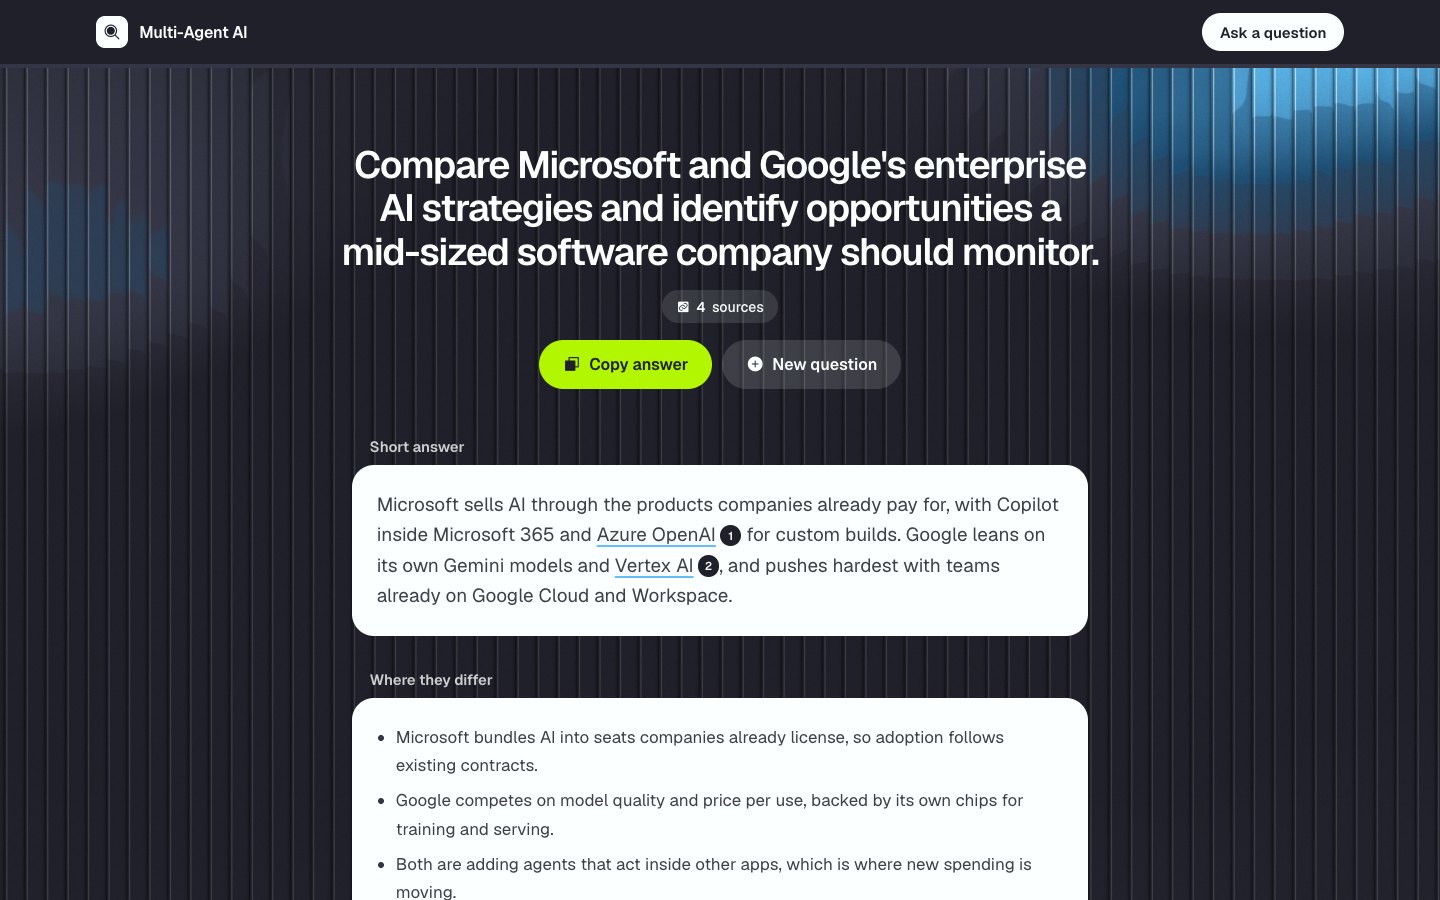 Multi-Agent AI
Ask a question
Compare Microsoft and Google's enterprise
AI strategies and identify opportunities a
mid-sized software company should monitor.
4 sources
Copy answer
New question
Short answer
Microsoft sells AI through the products companies already pay for, with Copilot
inside Microsoft 365 and Azure OpenAI 1 for custom builds. Google leans on
its own Gemini models and Vertex AI 2, and pushes hardest with teams
already on Google Cloud and Workspace.
Where they differ
• Microsoft bundles AI into seats companies already license, so adoption follows
existing contracts.
• Google competes on model quality and price per use, backed by its own chips for
training and serving.
• Both are adding agents that act inside other apps, which is where new spending is
moving.